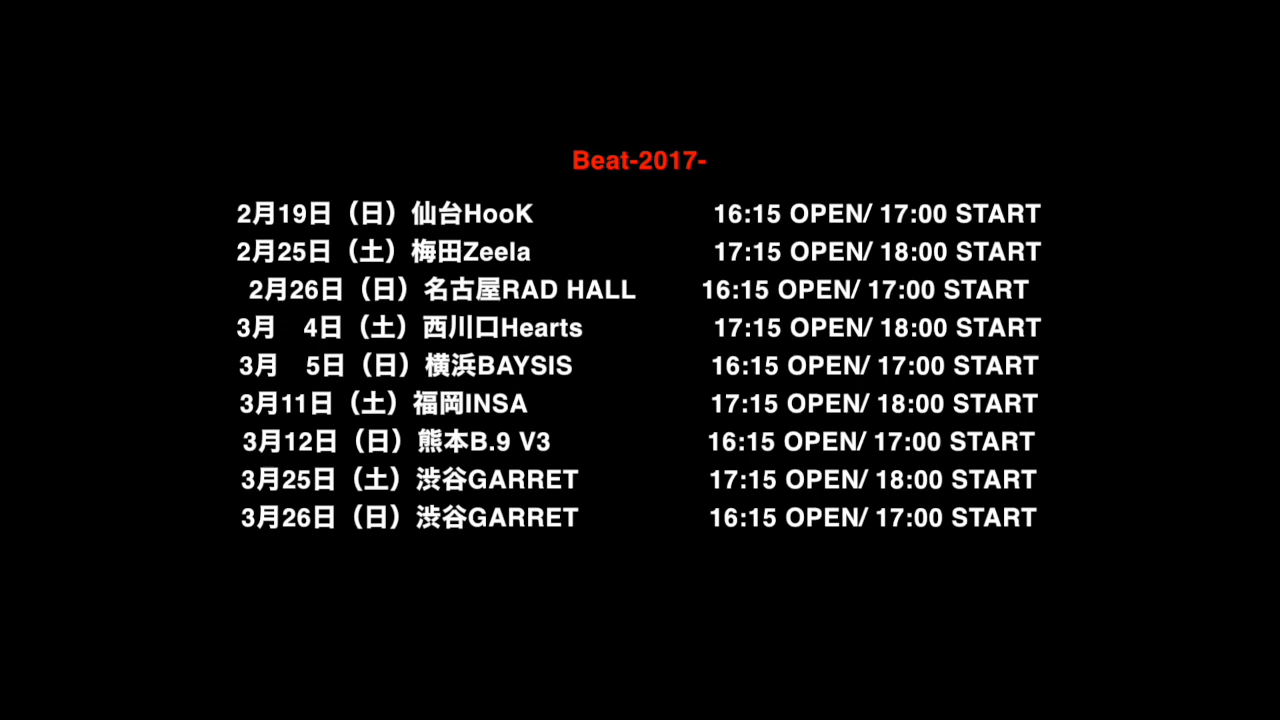 Beat-2017-
2月19日（日）仙台HooK 16:15 OPEN/ 17:00 START
2月25日（土）梅田Zeela 17:15 OPEN/ 18:00 START
2月26日（日）名古屋RAD HALL 16:15 OPEN/ 17:00 START
3月　4日（土）西川口Hearts 17:15 OPEN/ 18:00 START
3月　5日（日）横浜BAYSIS 16:15 OPEN/ 17:00 START
3月11日（土）福岡INSA 17:15 OPEN/ 18:00 START
3月12日（日）熊本B.9 V3 16:15 OPEN/ 17:00 START
3月25日（土）渋谷GARRET 17:15 OPEN/ 18:00 START
3月26日（日）渋谷GARRET 16:15 OPEN/ 17:00 START